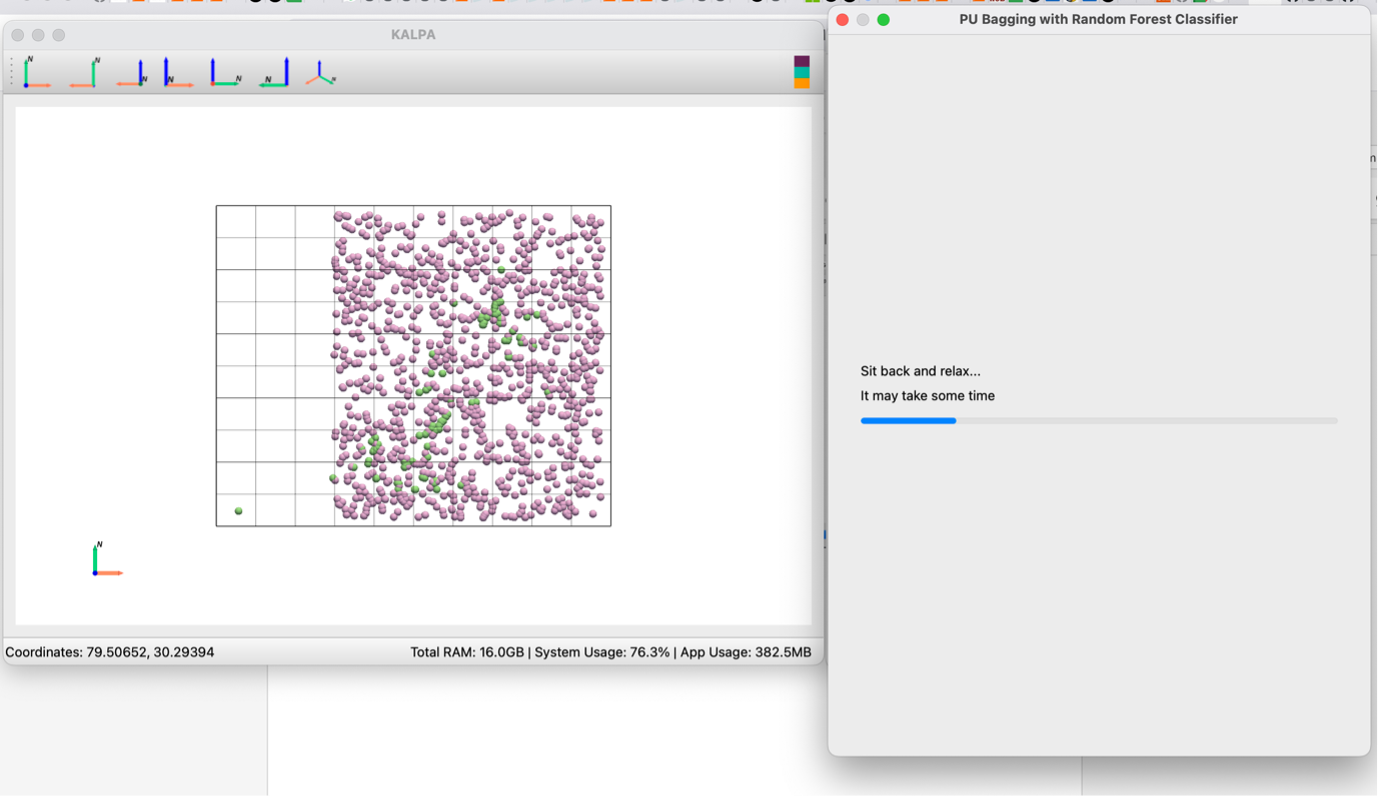 PU Bagging with Random Forest Classifier
KALPA
N
N
N
N
N
N
N
Sit back and relax...
It may take some time
N
Coordinates: 79.50652, 30.29394
Total RAM: 16.0GB | System Usage: 76.3% | App Usage: 382.5MB